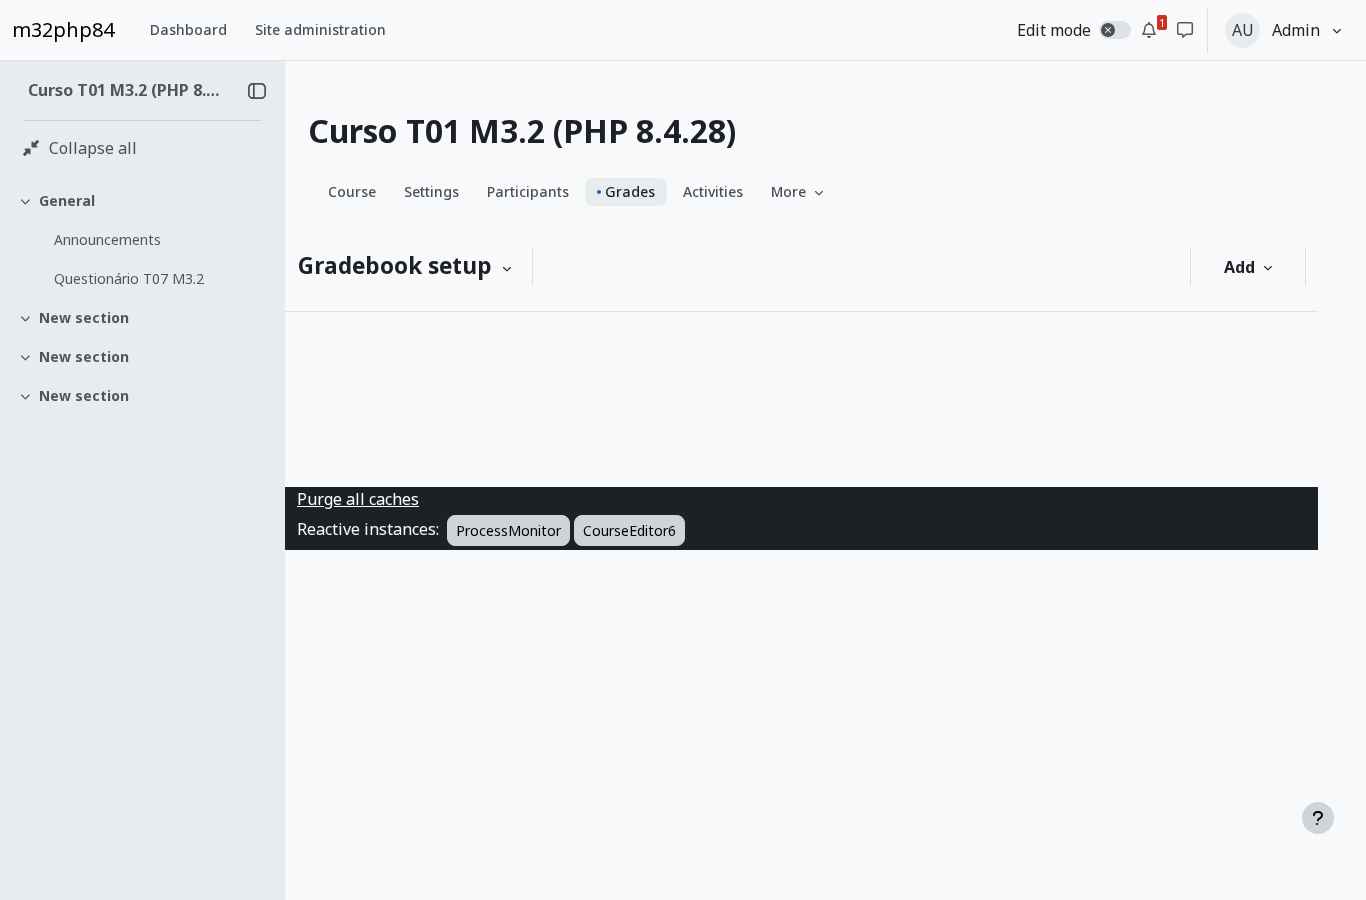 m32php84
Dashboard
Site administration
Edit mode
1
AU
Admin
Curso T01 M3.2 (PHP 8....
Collapse all
General
Announcements
Questionário T07 M3.2
New section
New section
New section
Curso T01 M3.2 (PHP 8.4.28)
Course
Settings
Participants
Grades
Activities
More
Gradebook setup
Add
Purge all caches
Reactive instances: ProcessMonitor CourseEditor6
?